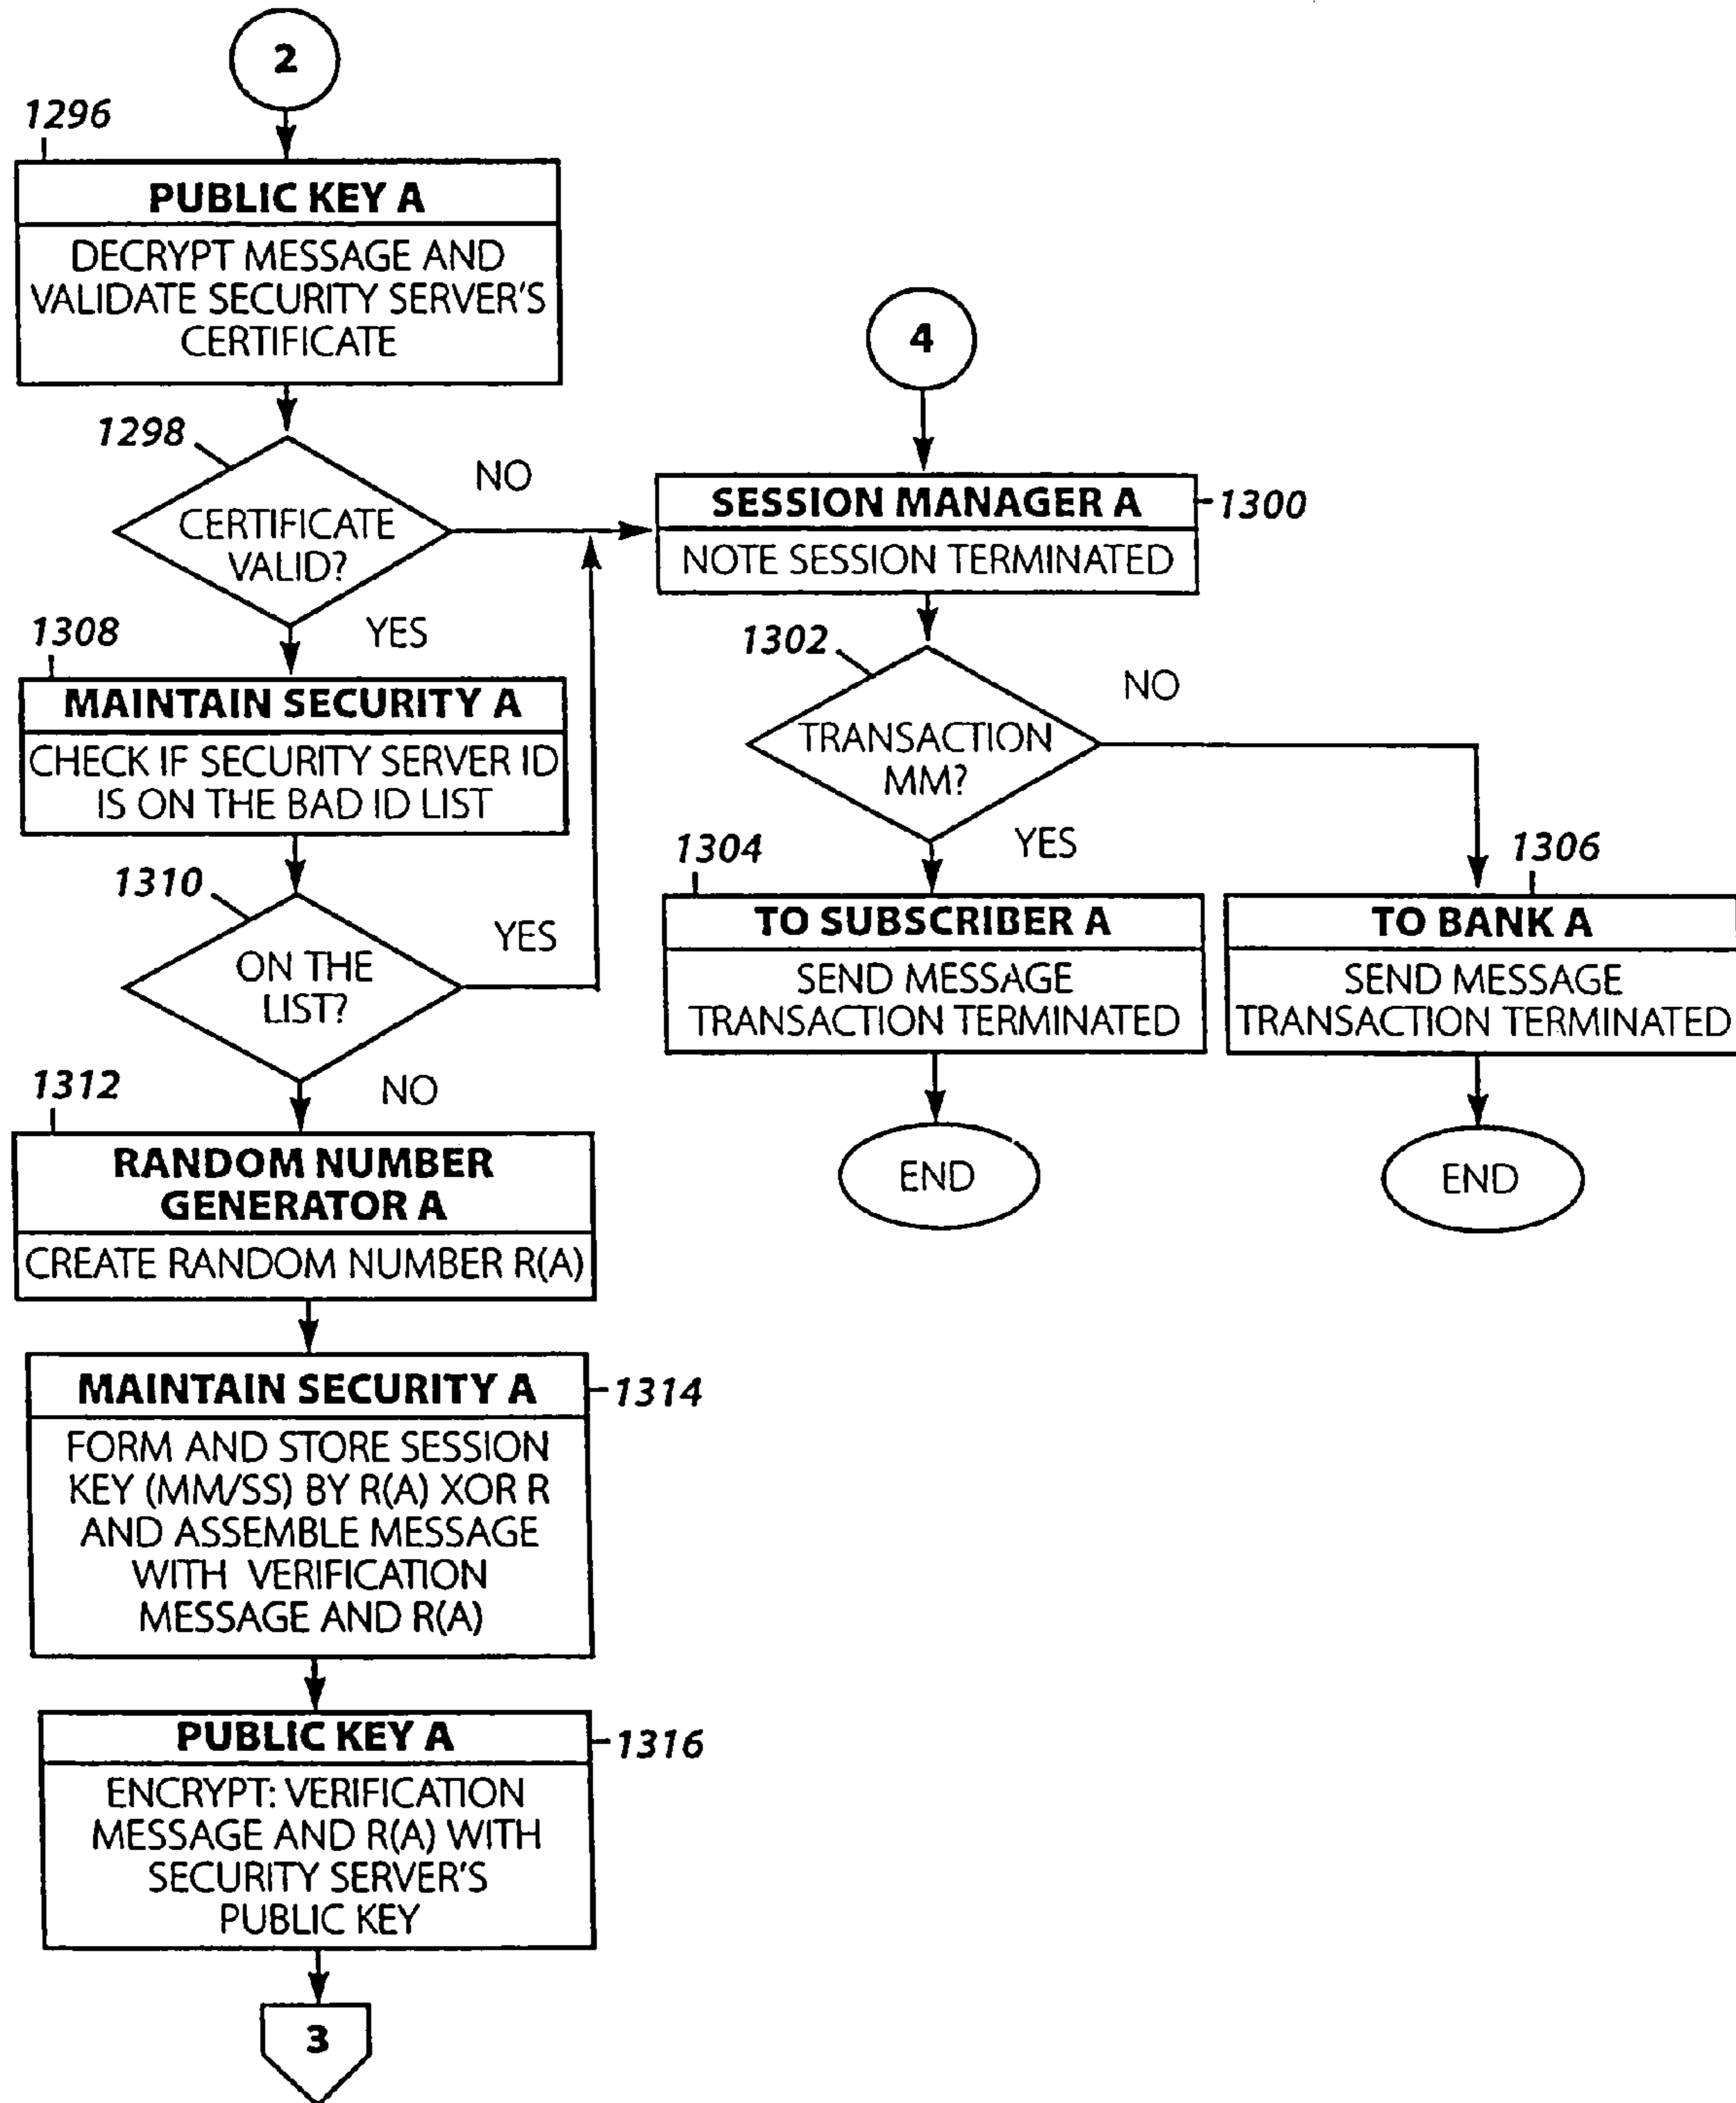 2
1296
PUBLIC KEY A
DECRYPT MESSAGE AND
VALIDATE SECURITY SERVER'S
CERTIFICATE
1298
CERTIFICATE
VALID?
NO
YES
1308
MAINTAIN SECURITY A
CHECK IF SECURITY SERVER ID
IS ON THE BAD ID LIST
1310
ON THE
LIST?
YES
NO
1312
RANDOM NUMBER
GENERATOR A
CREATE RANDOM NUMBER R(A)
MAINTAIN SECURITY A
1314
FORM AND STORE SESSION
KEY (MM/SS) BY R(A) XOR R
AND ASSEMBLE MESSAGE
WITH VERIFICATION
MESSAGE AND R(A)
PUBLIC KEY A
1316
ENCRYPT: VERIFICATION
MESSAGE AND R(A) WITH
SECURITY SERVER'S
PUBLIC KEY
3
4
SESSION MANAGER A
1300
NOTE SESSION TERMINATED
1302
TRANSACTION
MM?
NO
YES
1304
TO SUBSCRIBER A
SEND MESSAGE
TRANSACTION TERMINATED
END
1306
TO BANK A
SEND MESSAGE
TRANSACTION TERMINATED
END